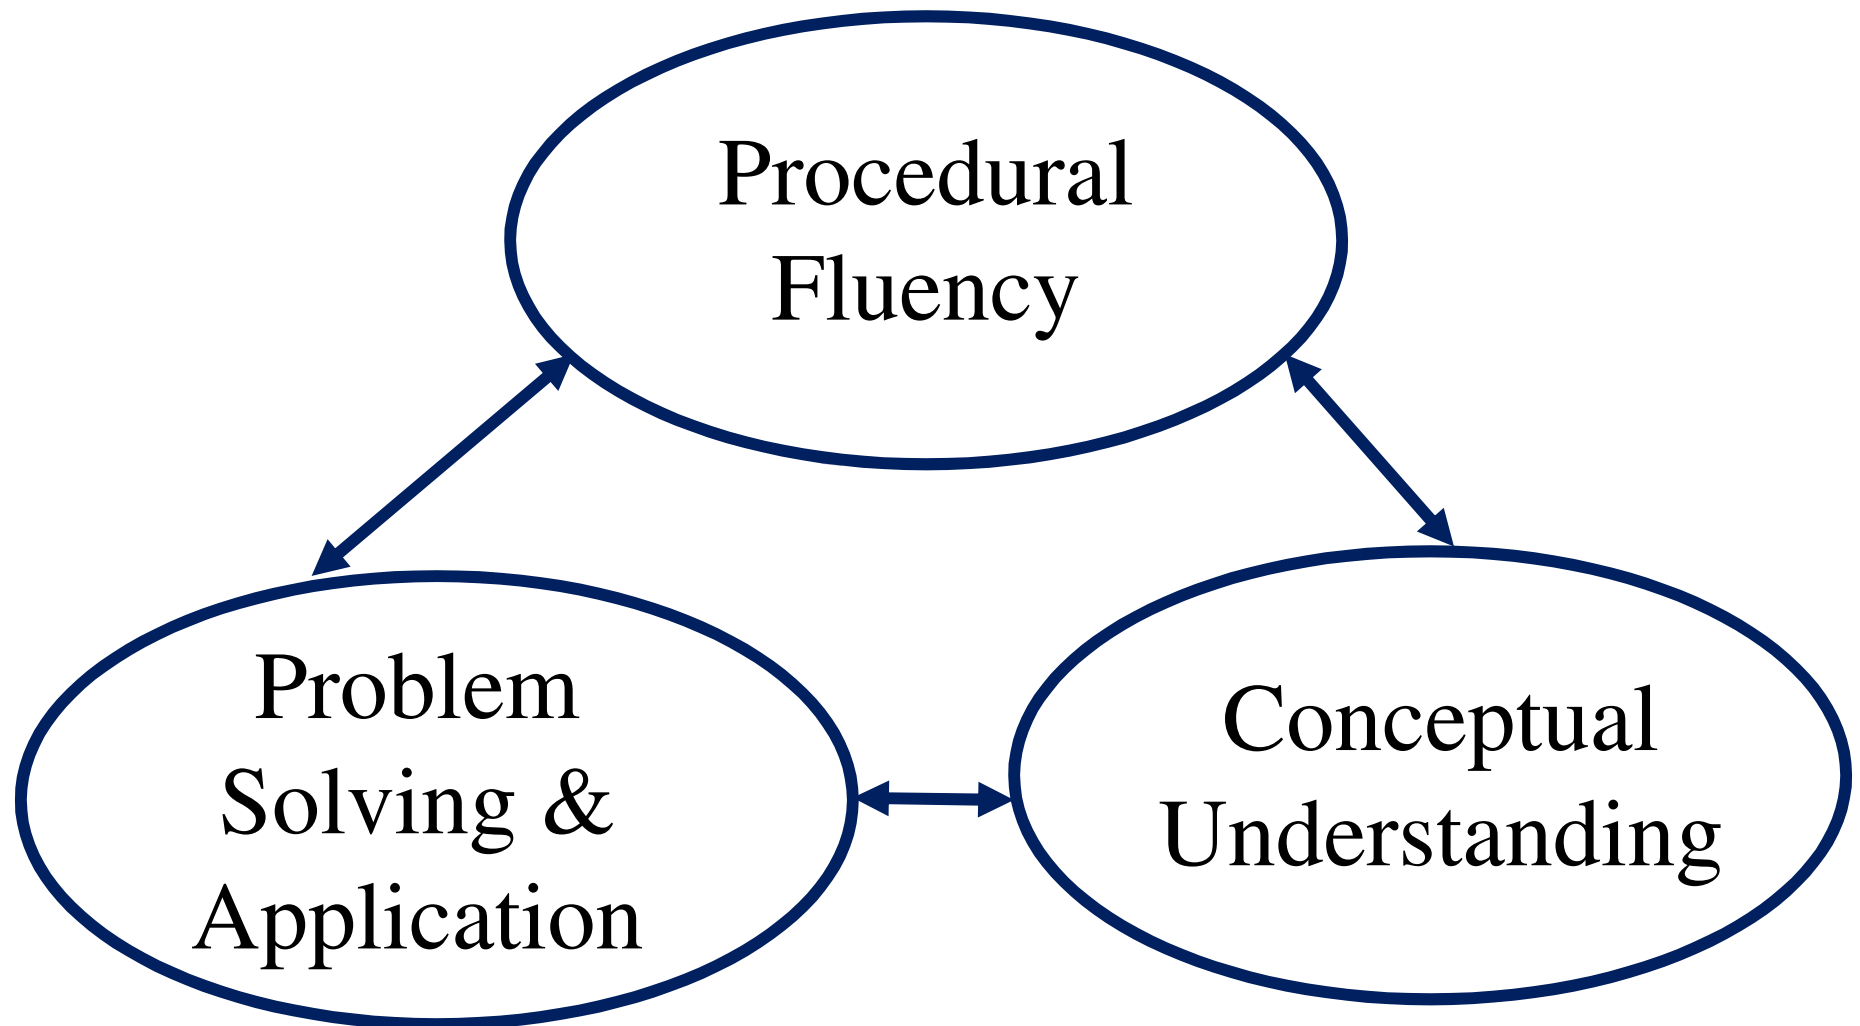 Procedural
Fluency
Problem
Solving &
Application
Conceptual
Understanding